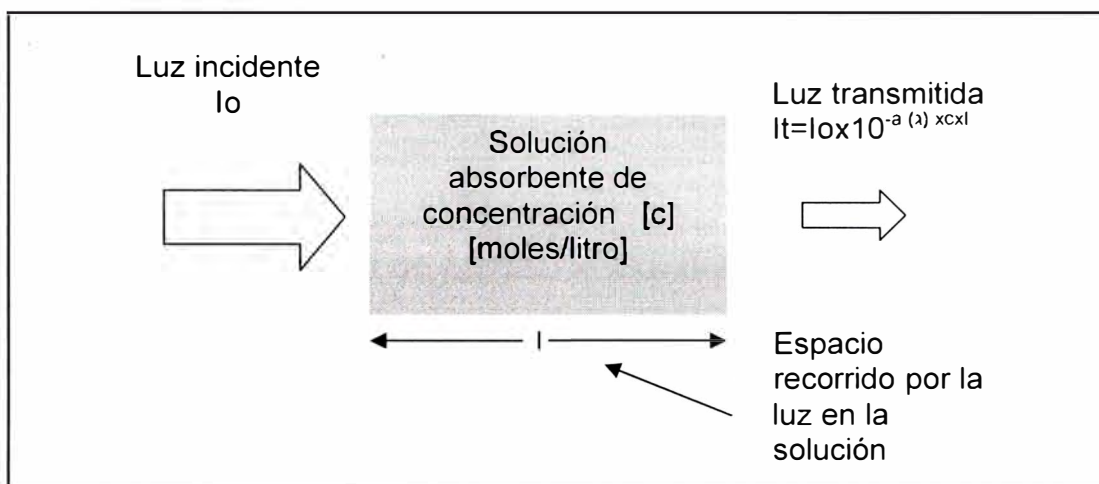 Luz incidente
Io
Luz transmitida
It=Iox10^-a (λ) xcxl
Solución
absorbente de
concentración [c]
[moles/litro]
l
Espacio
recorrido por la
luz en la
solución